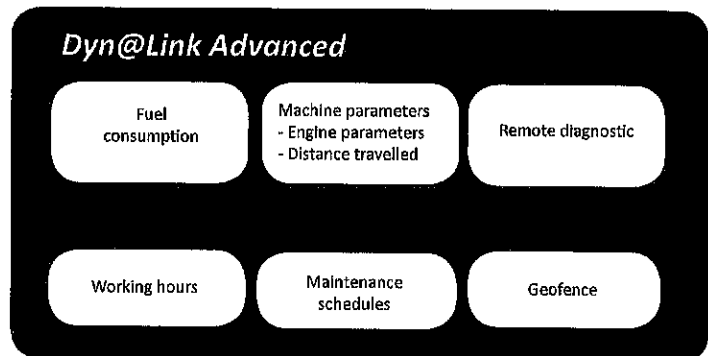 Dyn@Link Advanced
Fuel
consumption
Machine parameters
- Engine parameters
- Distance travelled
Remote diagnostic
Working hours
Maintenance
schedules
Geofence